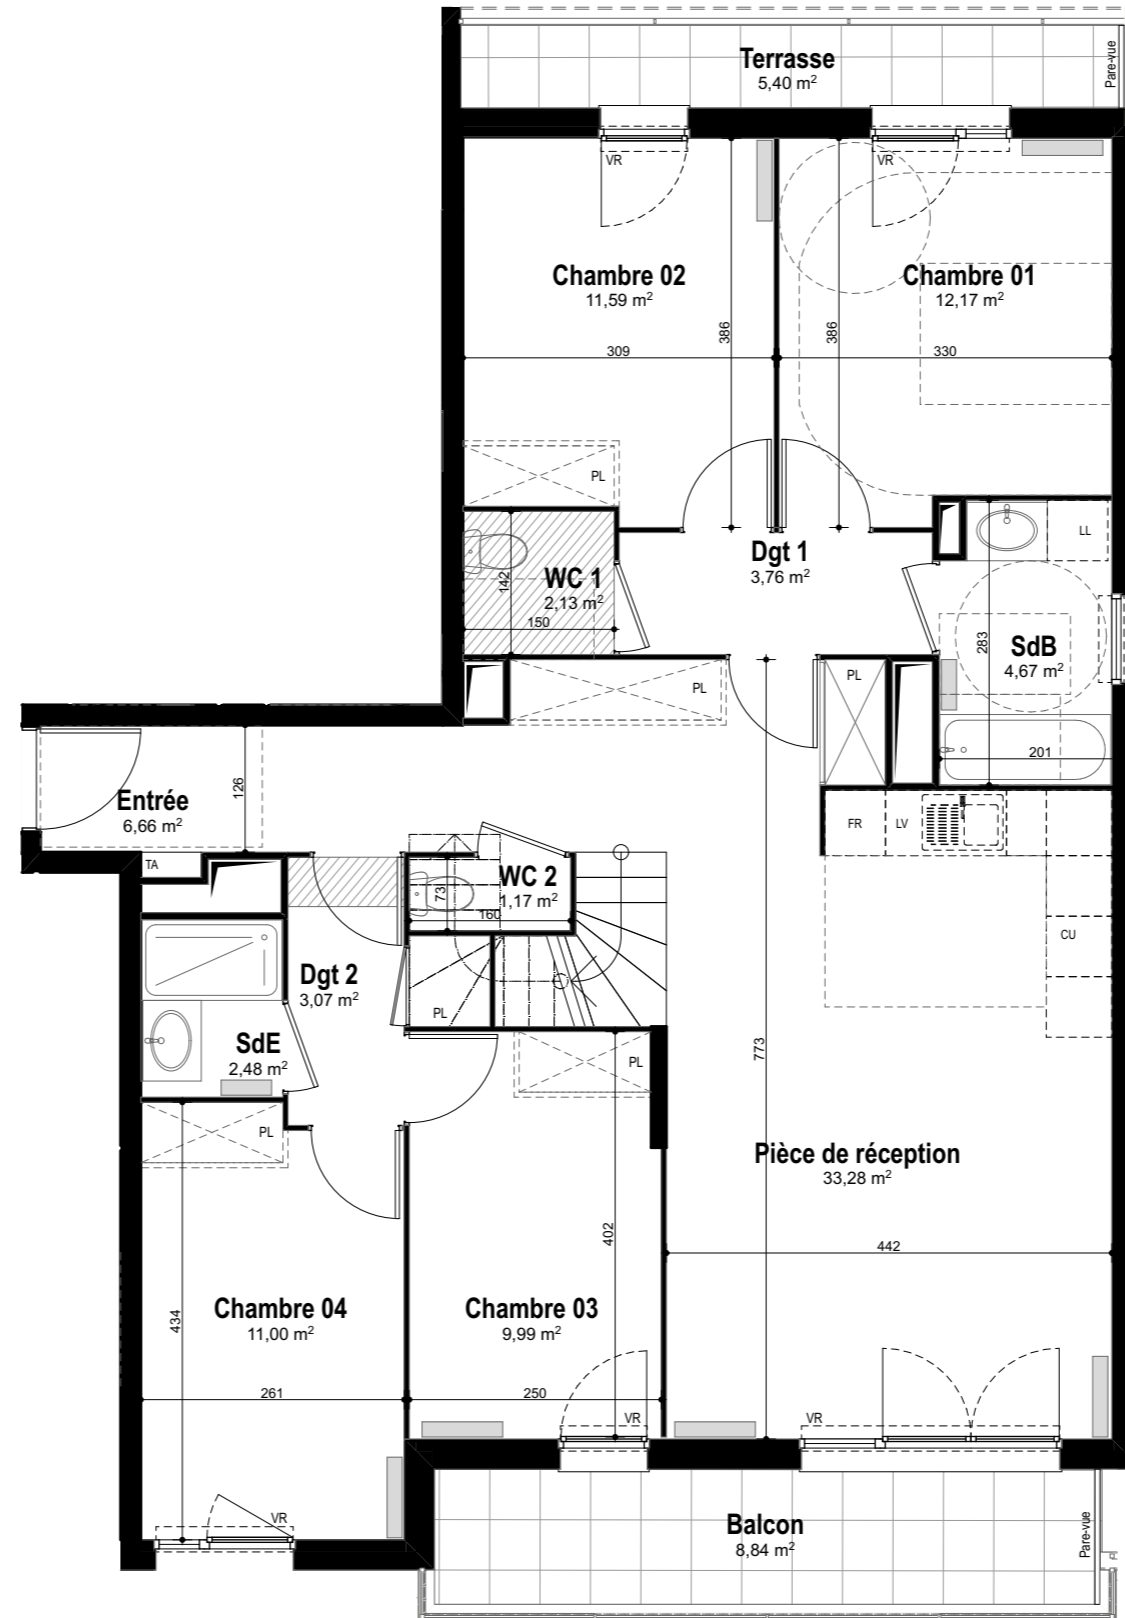 Terrasse
5,40 m²
Pare-vue
VR
VR
Chambre 02
11,59 m²
Chambre 01
12,17 m²
386
386
309
330
PL
Dgt 1
3,76 m²
LL
WC 1
2,13 m²
142
150
SdB
4,67 m²
283
201
PL
PL
Entrée
6,66 m²
126
TA
FR
LV
WC 2
1,17 m²
73
160
CU
Dgt 2
3,07 m²
PL
SdE
2,48 m²
PL
PL
773
Pièce de réception
33,28 m²
402
442
434
Chambre 04
11,00 m²
Chambre 03
9,99 m²
261
250
VR
VR
VR
Balcon
8,84 m²
Pare-vue